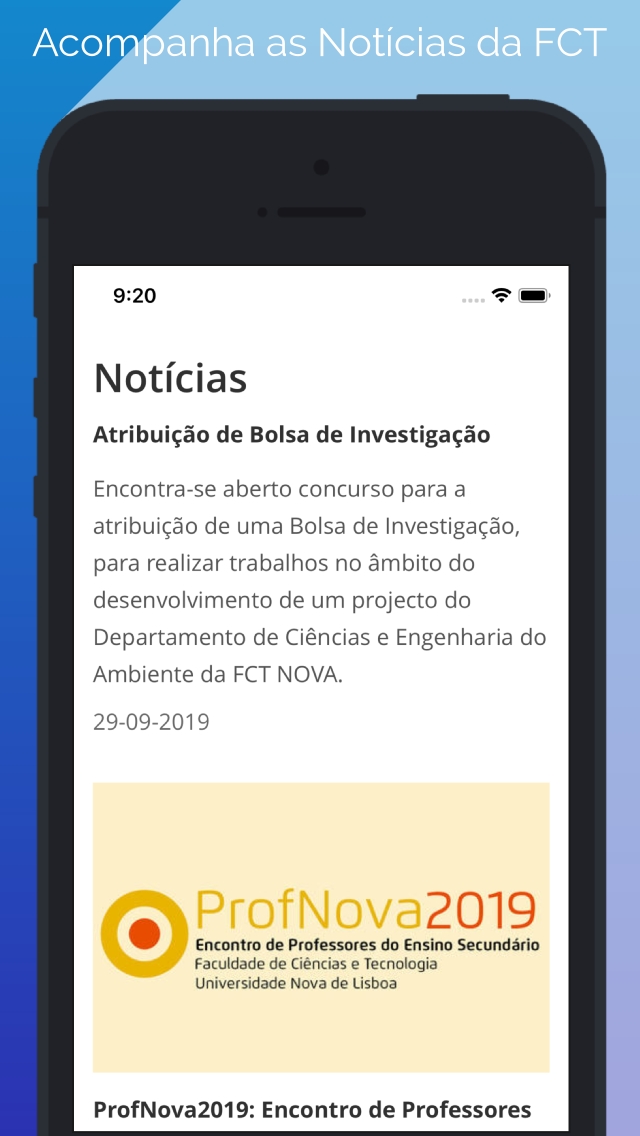 Acompanha as Notícias da FCT
9:20
Notícias
Atribuição de Bolsa de Investigação
Encontra-se aberto concurso para a
atribuição de uma Bolsa de Investigação,
para realizar trabalhos no âmbito do
desenvolvimento de um projecto do
Departamento de Ciências e Engenharia do
Ambiente da FCT NOVA.
29-09-2019
ProfNova2019
Encontro de Professores do Ensino Secundário
Faculdade de Ciências e Tecnologia
Universidade Nova de Lisboa
ProfNova2019: Encontro de Professores